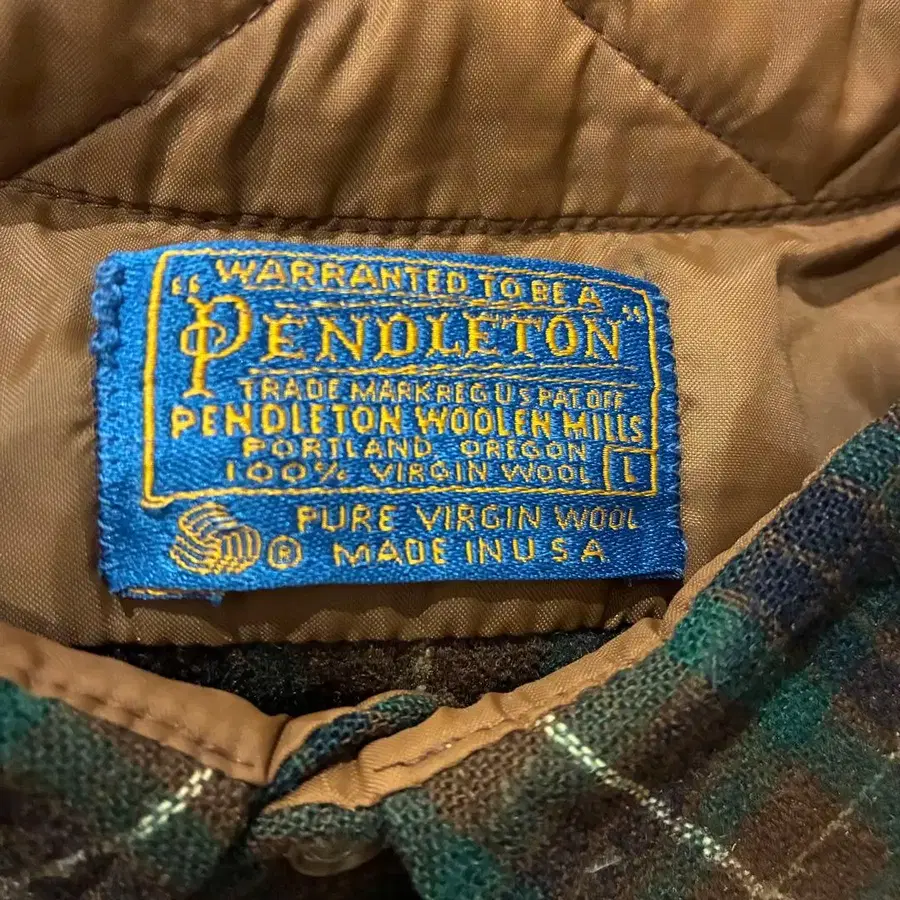 WARRANTED TO BE A
"PENDLETON"
TRADE MARK REG U S PAT. OFF
PENDLETON WOOLEN MILLS
PORTLAND, OREGON
100% VIRGIN WOOL L
® PURE VIRGIN WOOL
MADE IN U S A